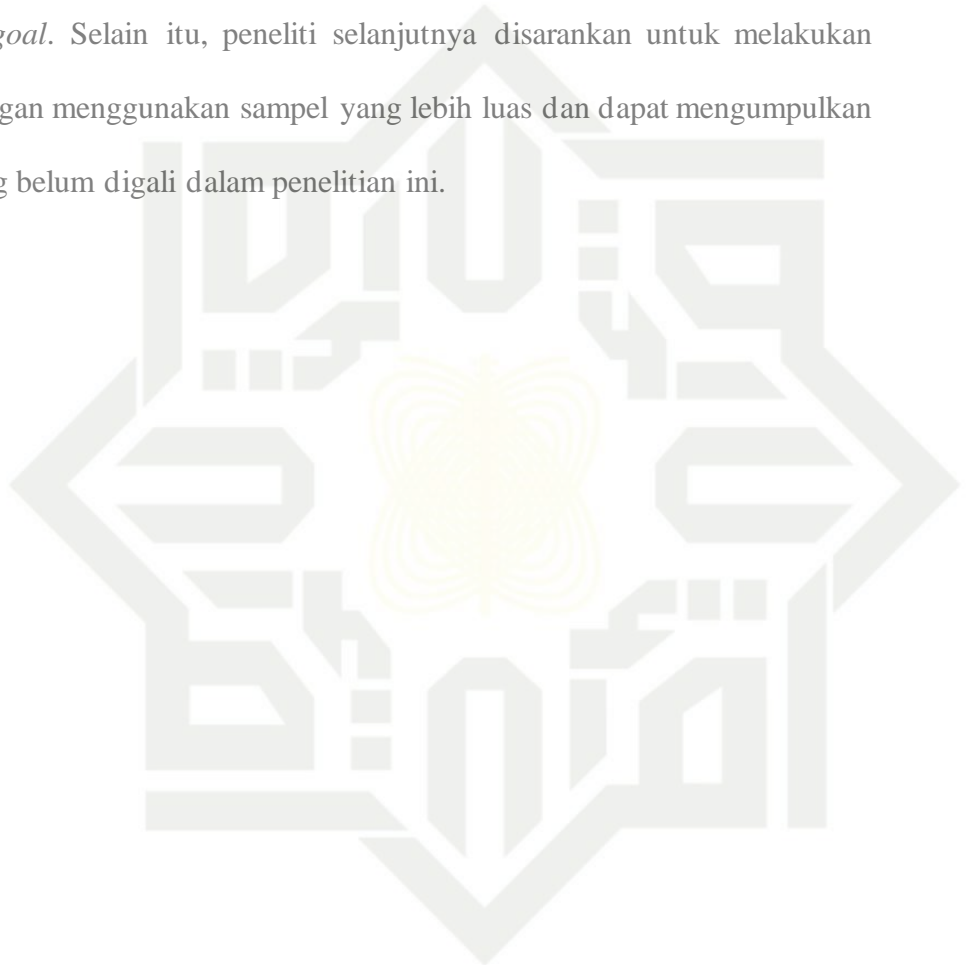 goal. Selain itu, peneliti selanjutnya disarankan untuk melakukan
gan menggunakan sampel yang lebih luas dan dapat mengumpulkan
g belum digali dalam penelitian ini.